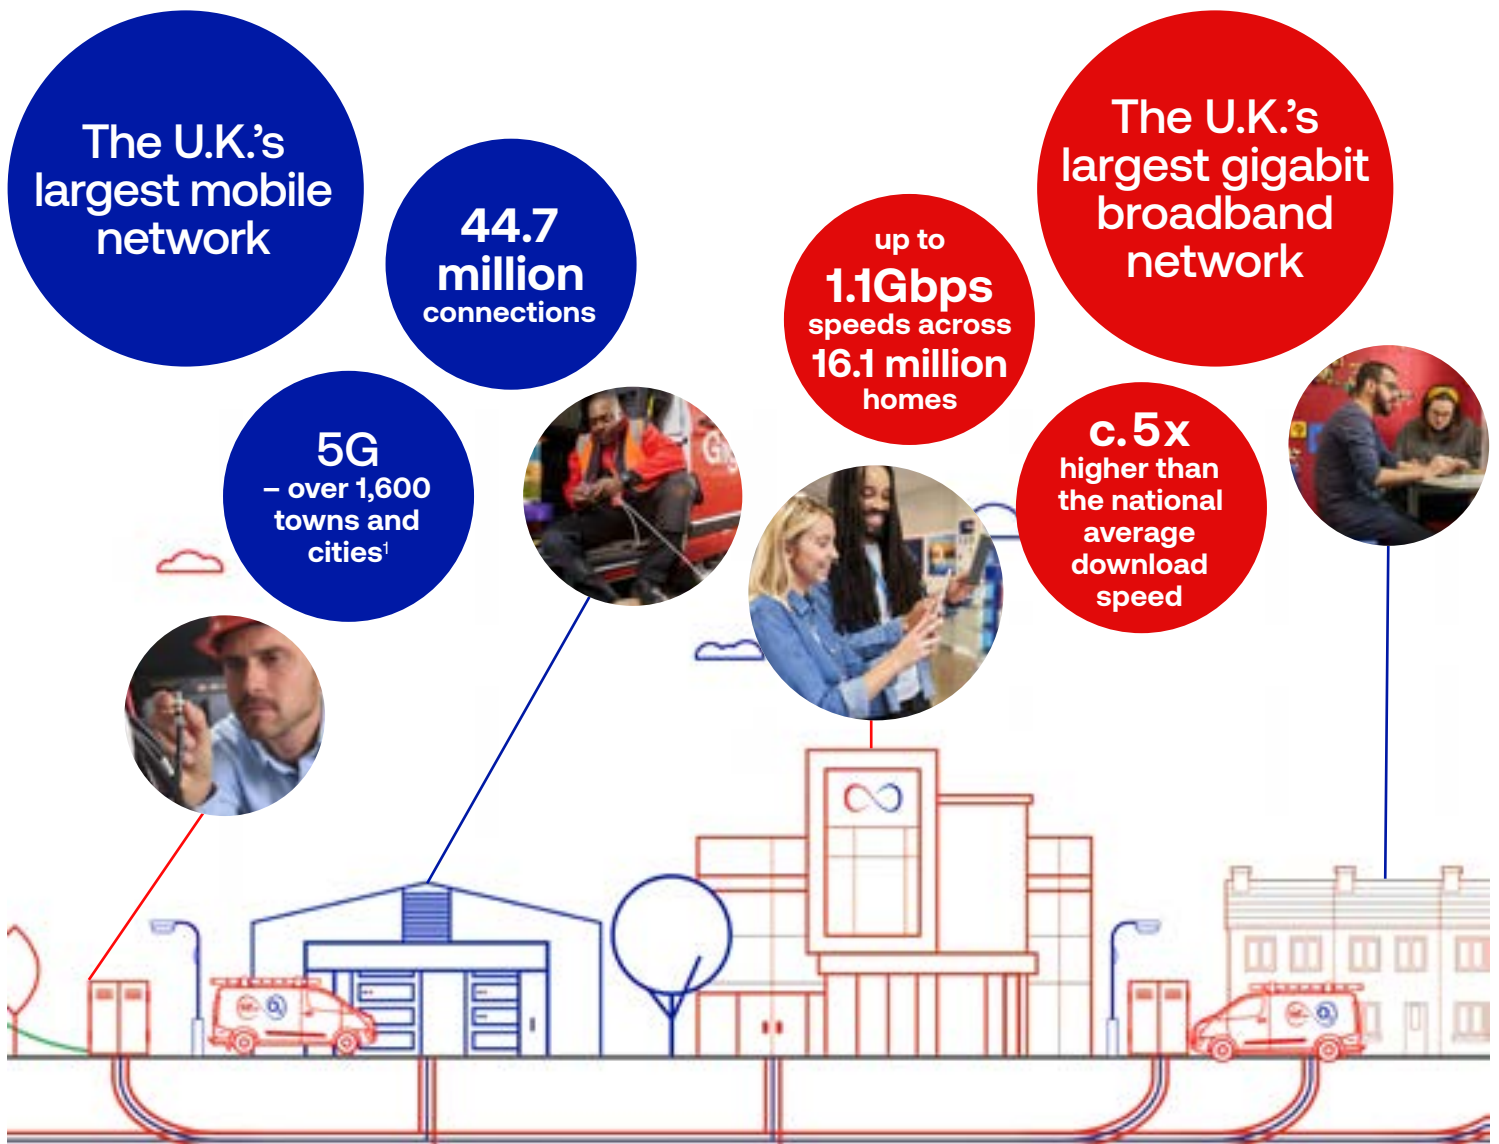 The U.K.’s
largest mobile
network
44.7
million
connections
5G
– over 1,600
towns and
cities¹
up to
1.1Gbps
speeds across
16.1 million
homes
The U.K.’s
largest gigabit
broadband
network
c.5x
higher than
the national
average
download
speed